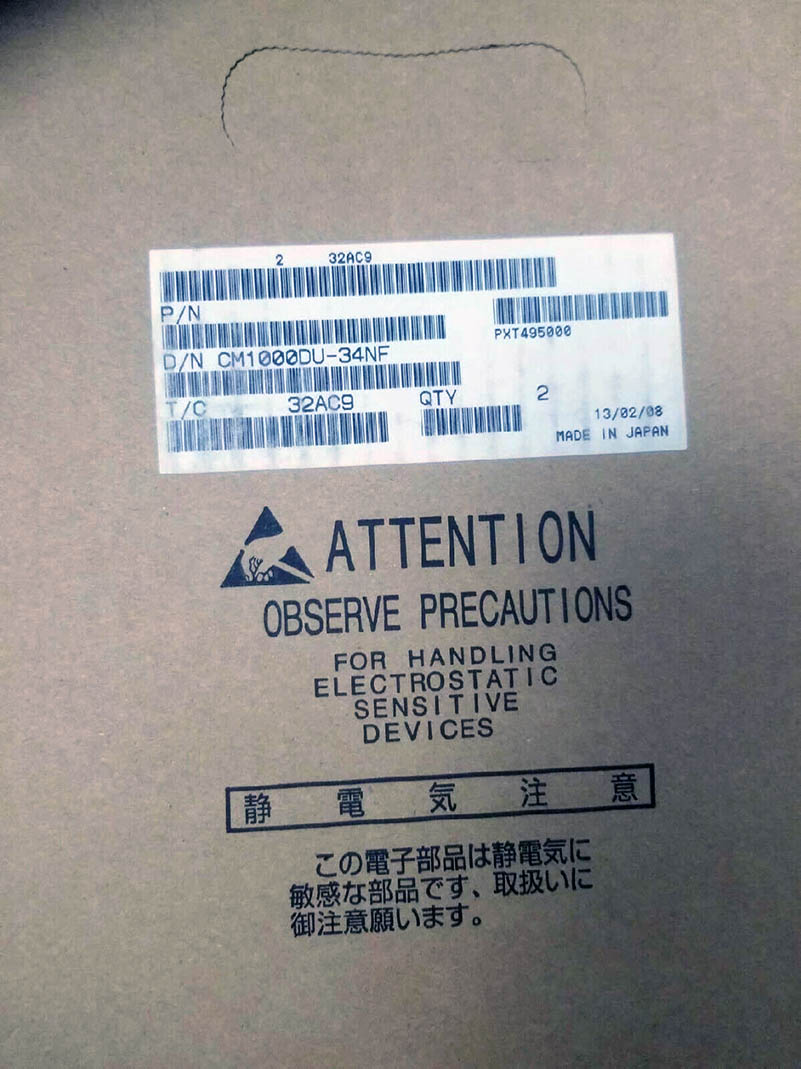 2 32AC9
P/N
PXT495000
D/N CM1000DU-34NF
T/C 32AC9 QTY 2
13/02/08
MADE IN JAPAN
ATTENTION
OBSERVE PRECAUTIONS
FOR HANDLING
ELECTROSTATIC
SENSITIVE
DEVICES
静電気注意
この電子部品は静電気に
敏感な部品です、取扱いに
御注意願います。